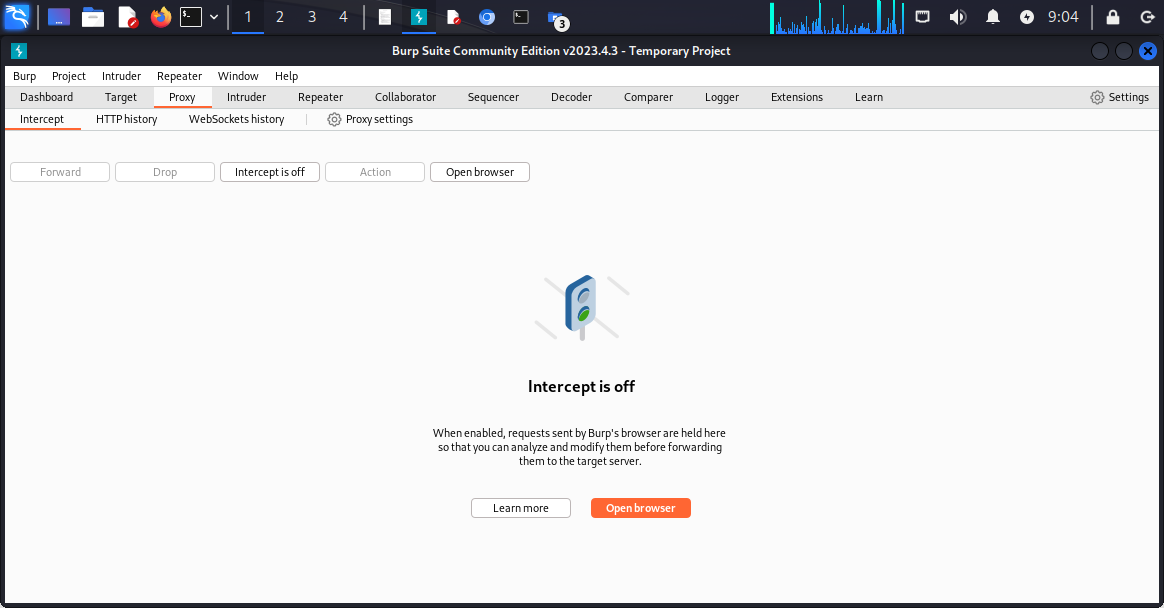 1 2 3 4 3 9:04
Burp Suite Community Edition v2023.4.3 - Temporary Project
Burp Project Intruder Repeater Window Help
Dashboard Target Proxy Intruder Repeater Collaborator Sequencer Decoder Comparer Logger Extensions Learn Settings
Intercept HTTP history WebSockets history Proxy settings
Forward Drop Intercept is off Action Open browser
Intercept is off
When enabled, requests sent by Burp's browser are held here
so that you can analyze and modify them before forwarding
them to the target server.
Learn more Open browser